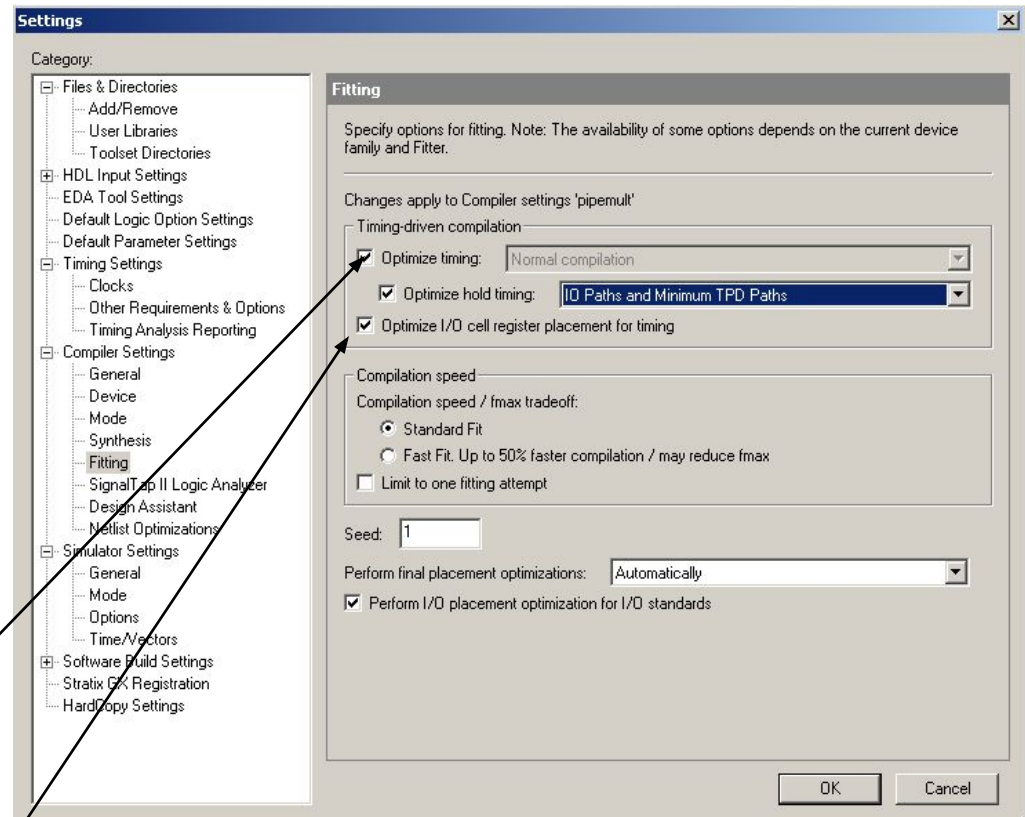 Settings
Category:
Files & Directories
Add/Remove
User Libraries
Toolset Directories
HDL Input Settings
EDA Tool Settings
Default Logic Option Settings
Default Parameter Settings
Timing Settings
Clocks
Other Requirements & Options
Timing Analysis Reporting
Compiler Settings
General
Device
Mode
Synthesis
Fitting
SignalTap II Logic Analyzer
Design Assistant
Netlist Optimizations
Simulator Settings
General
Mode
Options
Time/Vectors
Software Build Settings
Stratix GX Registration
HardCopy Settings
Fitting
Specify options for fitting. Note: The availability of some options depends on the current device
family and Fitter.
Changes apply to Compiler settings 'pipemult'
Timing-driven compilation
Optimize timing: Normal compilation
Optimize hold timing: IO Paths and Minimum TPD Paths
Optimize I/O cell register placement for timing
Compilation speed
Compilation speed / fmax tradeoff:
Standard Fit
Fast Fit. Up to 50% faster compilation / may reduce fmax
Limit to one fitting attempt
Seed: 1
Perform final placement optimizations: Automatically
Perform I/O placement optimization for I/O standards
OK Cancel